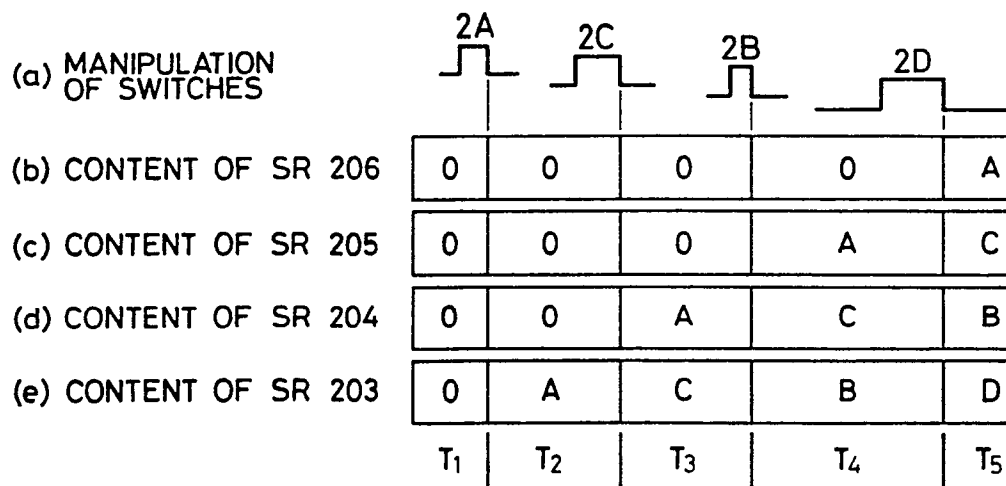 2A 2C 2B 2D
(a) MANIPULATION
OF SWITCHES
(b) CONTENT OF SR 206 0 0 0 0 A
(c) CONTENT OF SR 205 0 0 0 A C
(d) CONTENT OF SR 204 0 0 A C B
(e) CONTENT OF SR 203 0 A C B D
T1 T2 T3 T4 T5